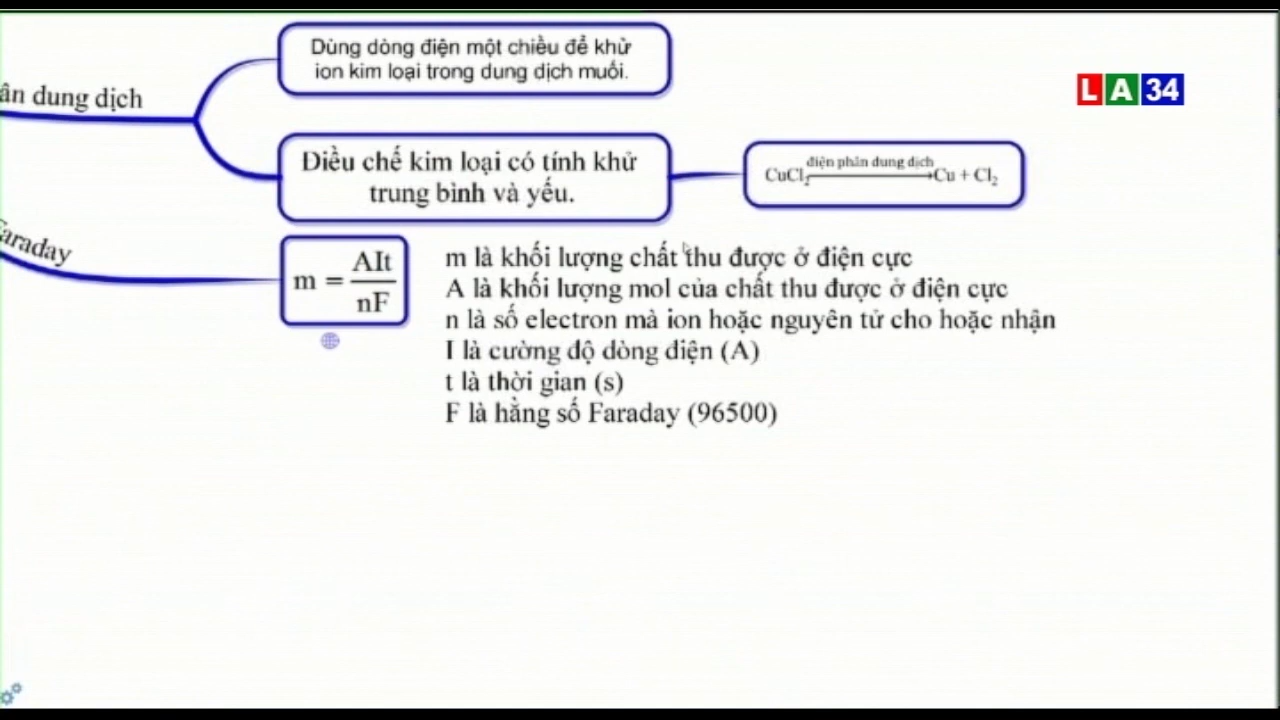 Dùng dòng điện một chiều để khử
ion kim loại trong dung dịch muối.
ân dung dịch
LA34
Điều chế kim loại có tính khử
trung bình và yếu.
CuCl₂ điện phân dung dịch→ Cu + Cl₂
Faraday
m = AIt / nF
m là khối lượng chất thu được ở điện cực
A là khối lượng mol của chất thu được ở điện cực
n là số electron mà ion hoặc nguyên tử cho hoặc nhận
I là cường độ dòng điện (A)
t là thời gian (s)
F là hằng số Faraday (96500)